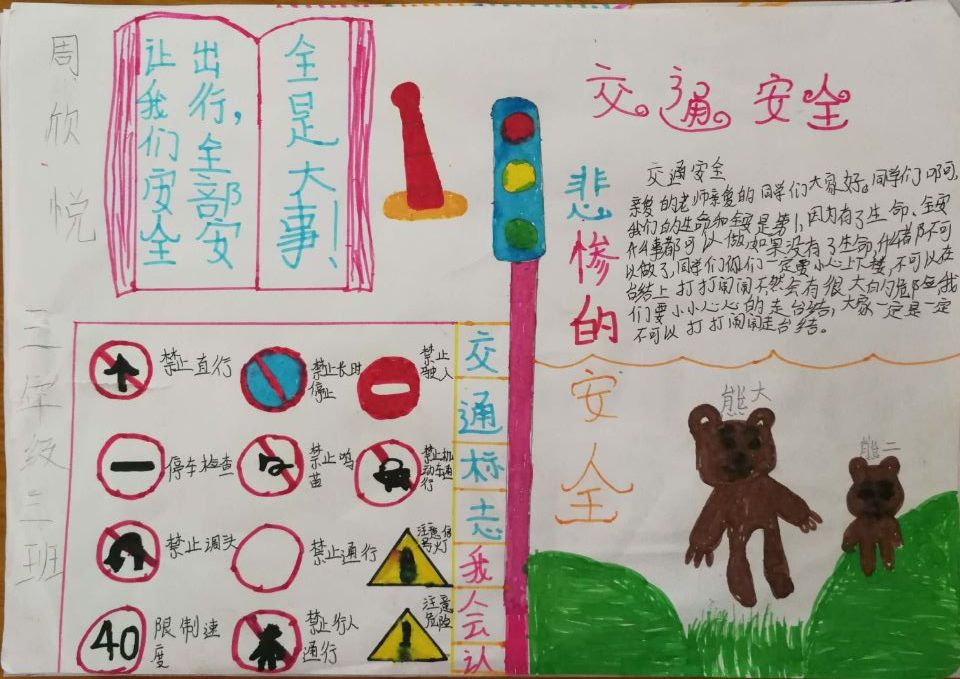 周欣悦
三年级三班
让我们安全
出行,全部安
全是大事!
交通安全
悲惨的
安全
交通安全
亲爱的老师亲爱的同学们大家好。同学们啊可,
我们的生命和全安是第1,因为有了生命、全安
什么事都可以做,如果没有了生命,什么都不可
以做了,同学们你们一定要小心上下楼,不可以在
台结上打打闹闹不然会有很大的危险,我
们要小小心心的走台结,大家一定是一定
不可以打打闹闹走台结。
熊大
熊二
交通标志我会认
禁止直行
禁止长时
停止
禁止
驶入
停车检查
禁止鸣
苗
禁止机
动车通
行
禁止调头
禁止通行
注意信
号灯
40
限制速
度
禁止行人
通行
注意
危险